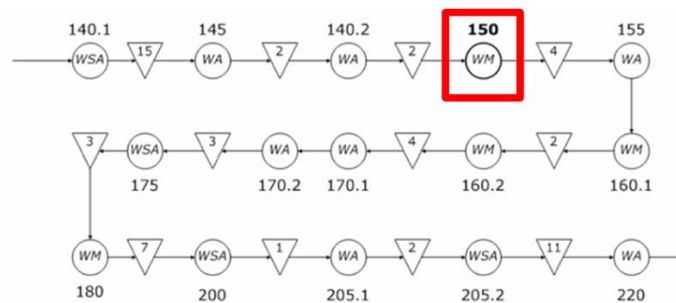 140.1 145 140.2 150 155
WSA 15 WA 2 WA 2 WM 4 WA
3 WSA 3 WA WA 4 WM 2 WM
175 170.2 170.1 160.2 160.1
WM 7 WSA 1 WA 2 WSA 11 WA
180 200 205.1 205.2 220